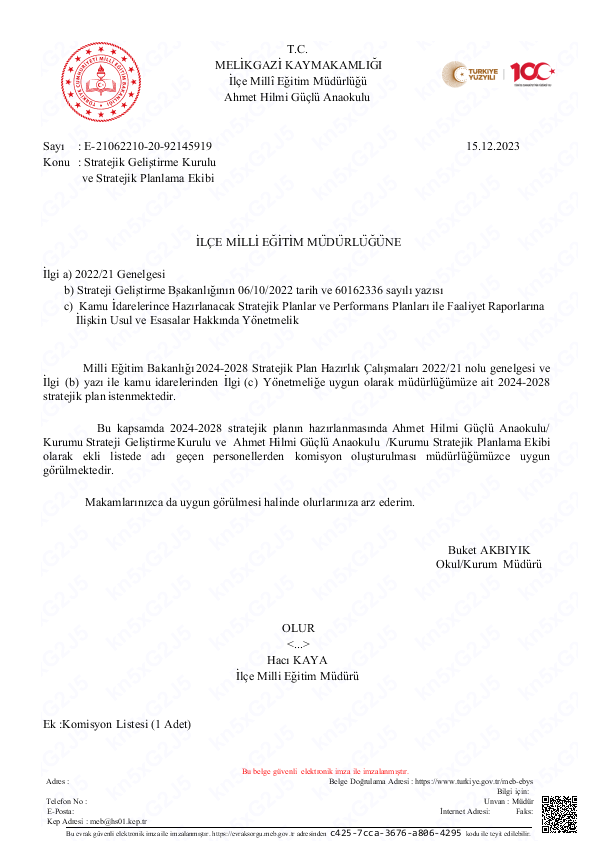 T.C.
MELİKGAZİ KAYMAKAMLIĞI
İlçe Millî Eğitim Müdürlüğü
Ahmet Hilmi Güçlü Anaokulu
TÜRKİYE
YÜZYILI
100
Sayı : E-21062210-20-92145919 15.12.2023
Konu : Stratejik Geliştirme Kurulu
ve Stratejik Planlama Ekibi
İLÇE MİLLİ EĞİTİM MÜDÜRLÜĞÜNE
İlgi a) 2022/21 Genelgesi
b) Strateji Geliştirme Bşakanlığının 06/10/2022 tarih ve 60162336 sayılı yazısı
c) Kamu İdarelerince Hazırlanacak Stratejik Planlar ve Performans Planları ile Faaliyet Raporlarına
İlişkin Usul ve Esasalar Hakkında Yönetmelik
Milli Eğitim Bakanlığı 2024-2028 Stratejik Plan Hazırlık Çalışmaları 2022/21 nolu genelgesi ve
İlgi (b) yazı ile kamu idarelerinden İlgi (c) Yönetmeliğe uygun olarak müdürlüğümüze ait 2024-2028
stratejik plan istenmektedir.
Bu kapsamda 2024-2028 stratejik planın hazırlanmasında Ahmet Hilmi Güçlü Anaokulu/
Kurumu Strateji Geliştirme Kurulu ve Ahmet Hilmi Güçlü Anaokulu /Kurumu Stratejik Planlama Ekibi
olarak ekli listede adı geçen personellerden komisyon oluşturulması müdürlüğümüzce uygun
görülmektedir.
Makamlarınızca da uygun görülmesi halinde olurlarınıza arz ederim.
Buket AKBIYIK
Okul/Kurum Müdürü
OLUR
<...>
Hacı KAYA
İlçe Milli Eğitim Müdürü
Ek :Komisyon Listesi (1 Adet)
Bu belge güvenli elektronik imza ile imzalanmıştır.
Adres : Belge Doğrulama Adresi : https://www.turkiye.gov.tr/meb-ebys
Bilgi için:
Telefon No : Unvan : Müdür
E-Posta: İnternet Adresi: Faks:
Kep Adresi : meb@hs01.kep.tr
Bu evrak güvenli elektronik imza ile imzalanmıştır. https://evraksorgu.meb.gov.tr adresinden c425-7cca-3676-a806-4295 kodu ile teyit edilebilir.